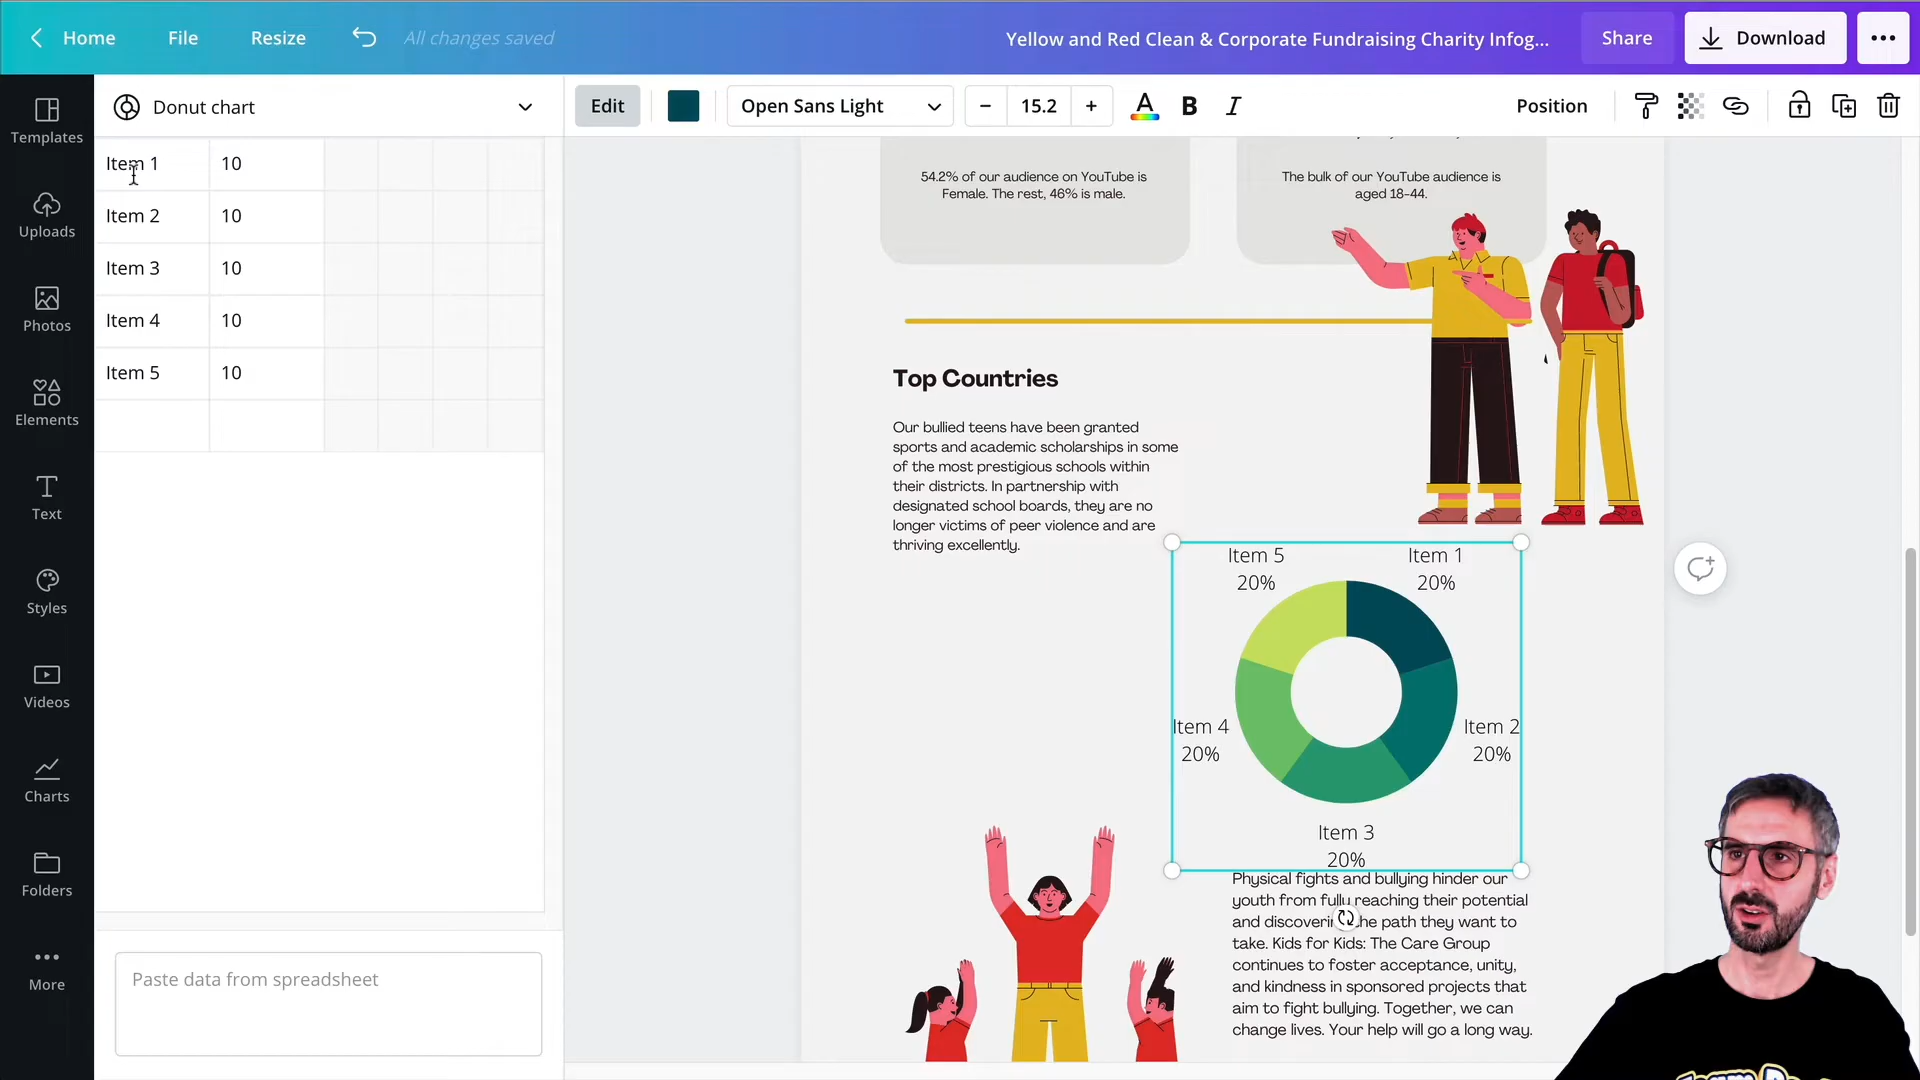 Home
File
Resize
All changes saved
Yellow and Red Clean & Corporate Fundraising Charity Infog...
Share
Download
Templates
Uploads
Photos
Elements
Text
Styles
Videos
Charts
Folders
More
Donut chart
Item 1 10
Item 2 10
Item 3 10
Item 4 10
Item 5 10
Paste data from spreadsheet
Edit
Open Sans Light
– 15.2 +
A
B
I
Position
54.2% of our audience on YouTube is
Female. The rest, 46% is male.
The bulk of our YouTube audience is
aged 18-44.
Top Countries
Our bullied teens have been granted
sports and academic scholarships in some
of the most prestigious schools within
their districts. In partnership with
designated school boards, they are no
longer victims of peer violence and are
thriving excellently.
Item 5
20%
Item 1
20%
Item 4
20%
Item 2
20%
Item 3
20%
Physical fights and bullying hinder our
youth from fully reaching their potential
and discovering the path they want to
take. Kids for Kids: The Care Group
continues to foster acceptance, unity,
and kindness in sponsored projects that
aim to fight bullying. Together, we can
change lives. Your help will go a long way.